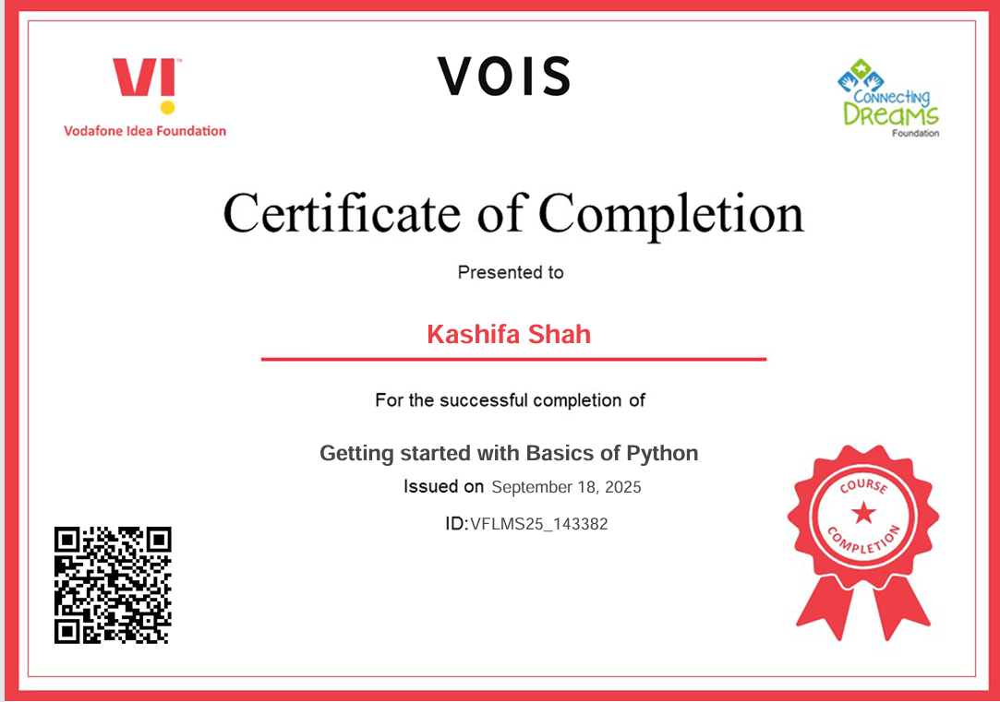 VI™
Vodafone Idea Foundation
VOIS
Connecting
Dreams
Foundation
Certificate of Completion
Presented to
Kashifa Shah
For the successful completion of
Getting started with Basics of Python
Issued on September 18, 2025
ID:VFLMS25_143382
COURSE
COMPLETION